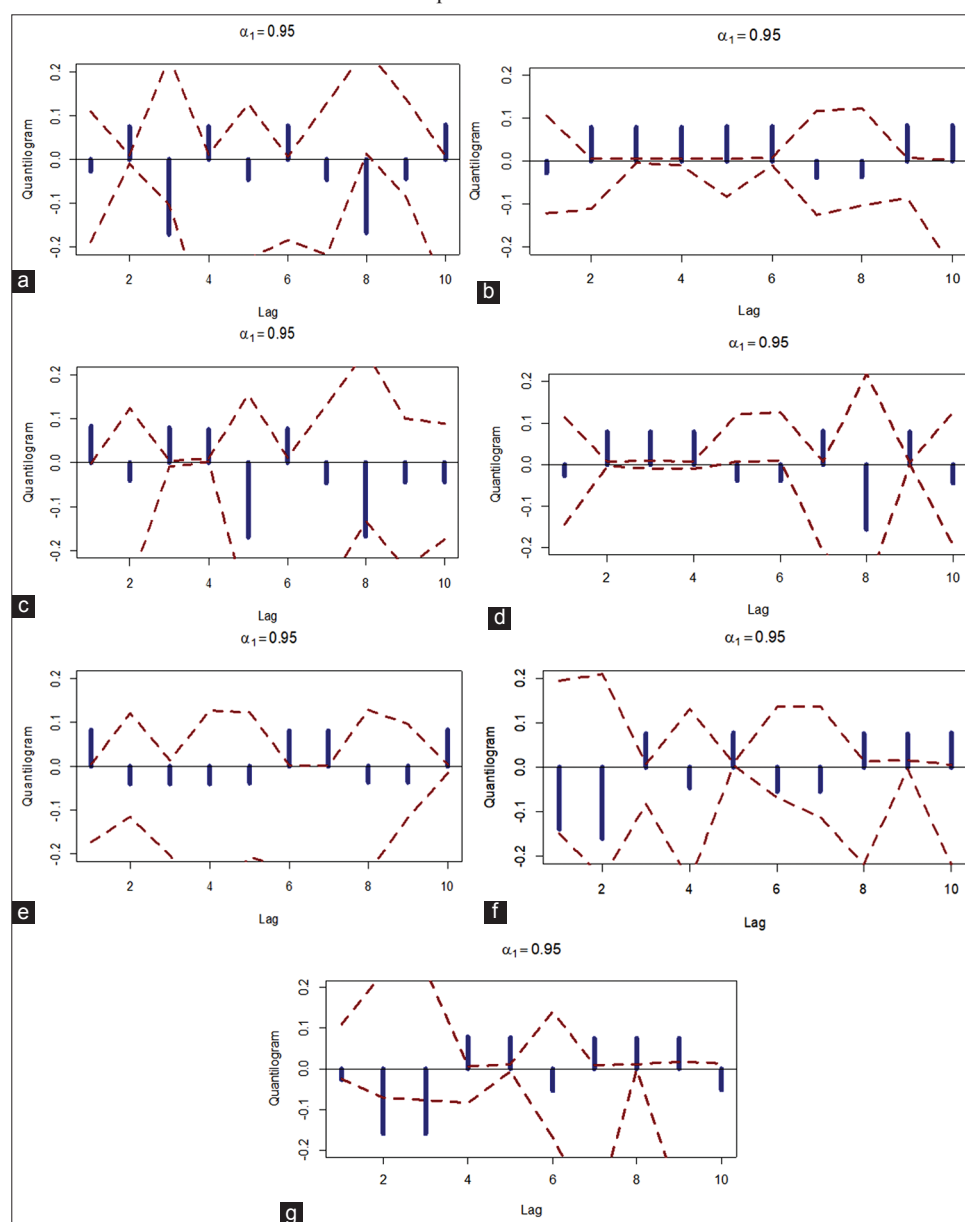 α1 = 0.95
Quantilogram
0.2
0.1
0.0
-0.1
-0.2
2 4 6 8 10
Lag
a
α1 = 0.95
Quantilogram
0.2
0.1
0.0
-0.1
-0.2
2 4 6 8 10
Lag
b
α1 = 0.95
Quantilogram
0.2
0.1
0.0
-0.1
-0.2
2 4 6 8 10
Lag
c
α1 = 0.95
Quantilogram
0.2
0.1
0.0
-0.1
-0.2
2 4 6 8 10
Lag
d
α1 = 0.95
Quantilogram
0.2
0.1
0.0
-0.1
-0.2
2 4 6 8 10
Lag
e
α1 = 0.95
Quantilogram
0.2
0.1
0.0
-0.1
-0.2
2 4 6 8 10
Lag
f
α1 = 0.95
Quantilogram
0.2
0.1
0.0
-0.1
-0.2
2 4 6 8 10
Lag
g